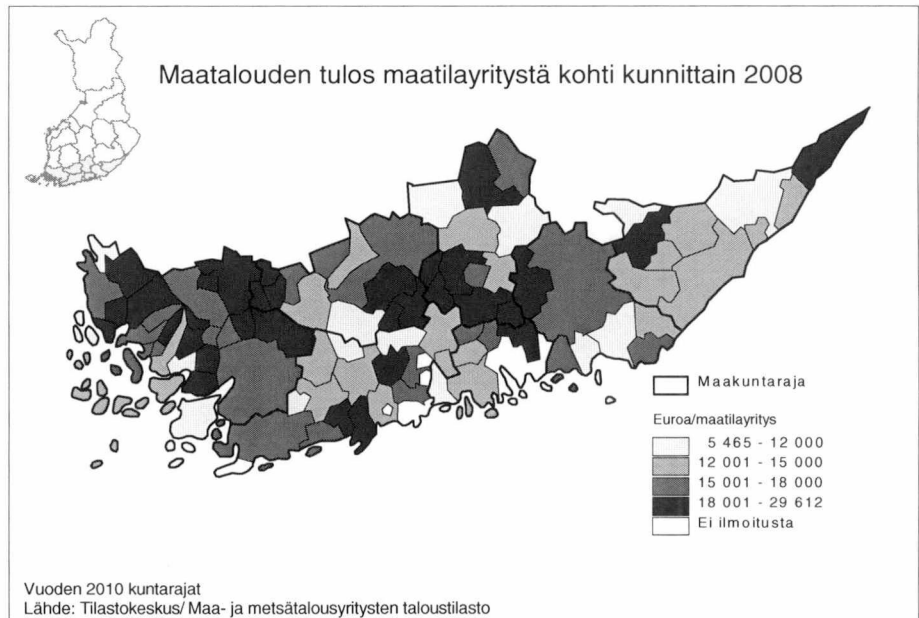 Maatalouden tulos maatilayritystä kohti kunnittain 2008
Maakuntaraja
Euroa/maatilayritys
5 465 - 12 000
12 001 - 15 000
15 001 - 18 000
18 001 - 29 612
Ei ilmoitusta
Vuoden 2010 kuntarajat
Lähde: Tilastokeskus/ Maa- ja metsätalousyritysten taloustilasto